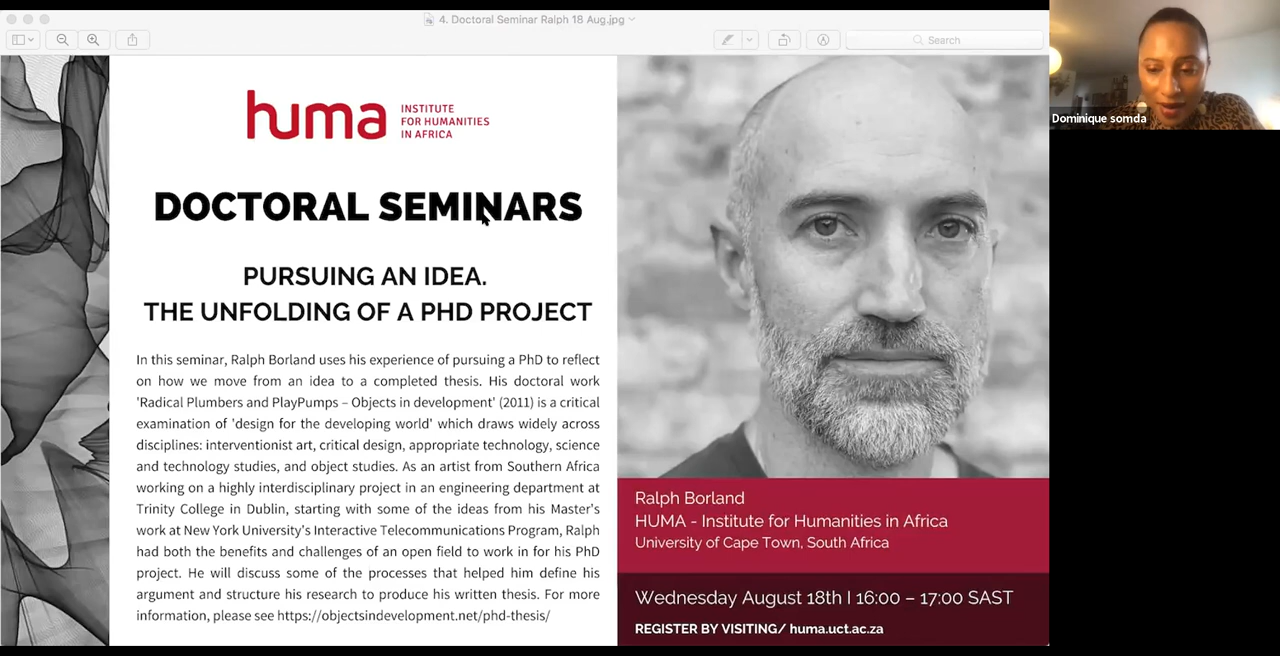 4. Doctoral Seminar Ralph 18 Aug.jpg
Search
Dominique somda
huma
INSTITUTE
FOR HUMANITIES
IN AFRICA
DOCTORAL SEMINARS
PURSUING AN IDEA.
THE UNFOLDING OF A PHD PROJECT
In this seminar, Ralph Borland uses his experience of pursuing a PhD to reflect
on how we move from an idea to a completed thesis. His doctoral work
'Radical Plumbers and PlayPumps – Objects in development' (2011) is a critical
examination of 'design for the developing world' which draws widely across
disciplines: interventionist art, critical design, appropriate technology, science
and technology studies, and object studies. As an artist from Southern Africa
working on a highly interdisciplinary project in an engineering department at
Trinity College in Dublin, starting with some of the ideas from his Master's
work at New York University's Interactive Telecommunications Program, Ralph
had both the benefits and challenges of an open field to work in for his PhD
project. He will discuss some of the processes that helped him define his
argument and structure his research to produce his written thesis. For more
information, please see https://objectsindevelopment.net/phd-thesis/
Ralph Borland
HUMA - Institute for Humanities in Africa
University of Cape Town, South Africa
Wednesday August 18th I 16:00 – 17:00 SAST
REGISTER BY VISITING/ huma.uct.ac.za